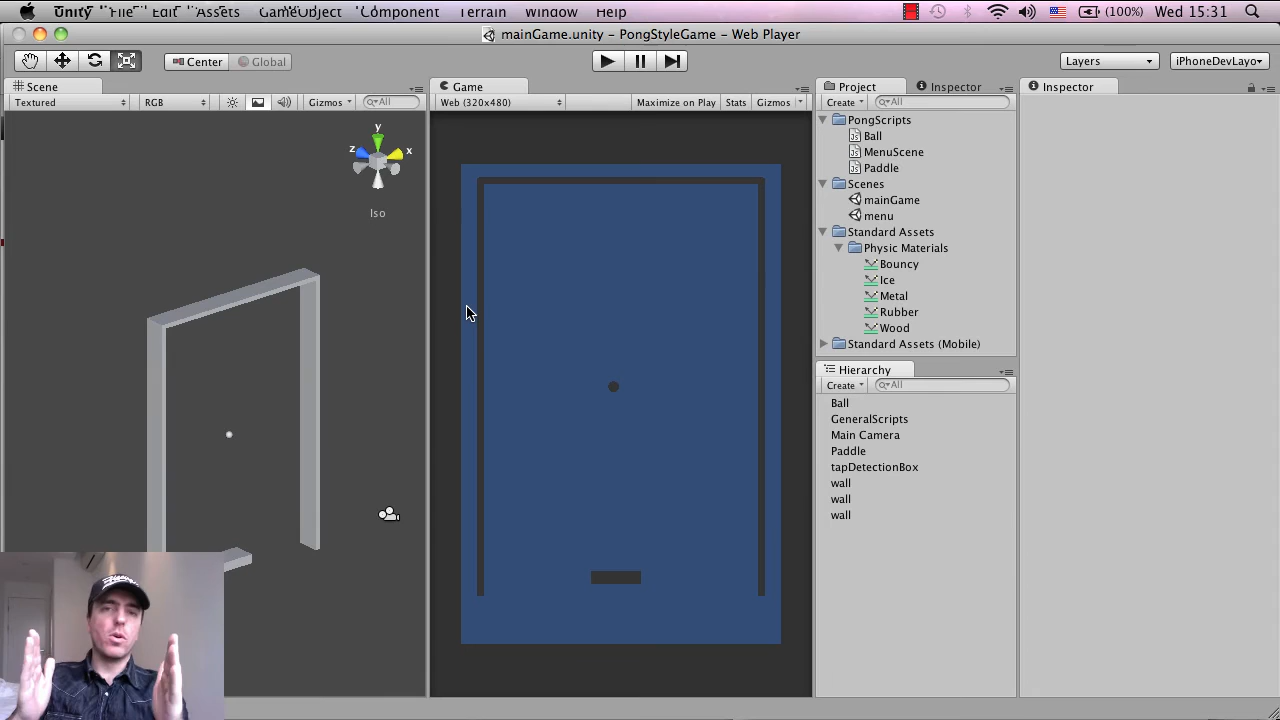 Unity File Edit Assets GameObject Component Terrain Window Help (100%) Wed 15:31
mainGame.unity – PongStyleGame – Web Player
Center Global Layers iPhoneDevLayo
Scene
Textured RGB Gizmos All
y
z x
Iso
Game
Web (320x480) Maximize on Play Stats Gizmos
Project Inspector
Create All
PongScripts
Ball
MenuScene
Paddle
Scenes
mainGame
menu
Standard Assets
Physic Materials
Bouncy
Ice
Metal
Rubber
Wood
Standard Assets (Mobile)
Hierarchy
Create All
Ball
GeneralScripts
Main Camera
Paddle
tapDetectionBox
wall
wall
wall
Inspector